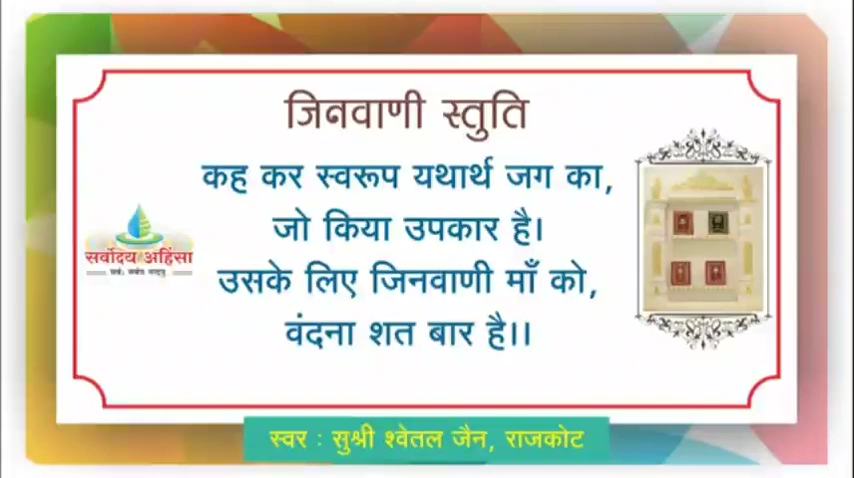 जिनवाणी स्तुति
कह कर स्वरूप यथार्थ जग का,
जो किया उपकार है।
उसके लिए जिनवाणी माँ को,
वंदना शत बार है।।
सर्वोदय अहिंसा
स्वर : सुश्री श्वेतल जैन, राजकोट